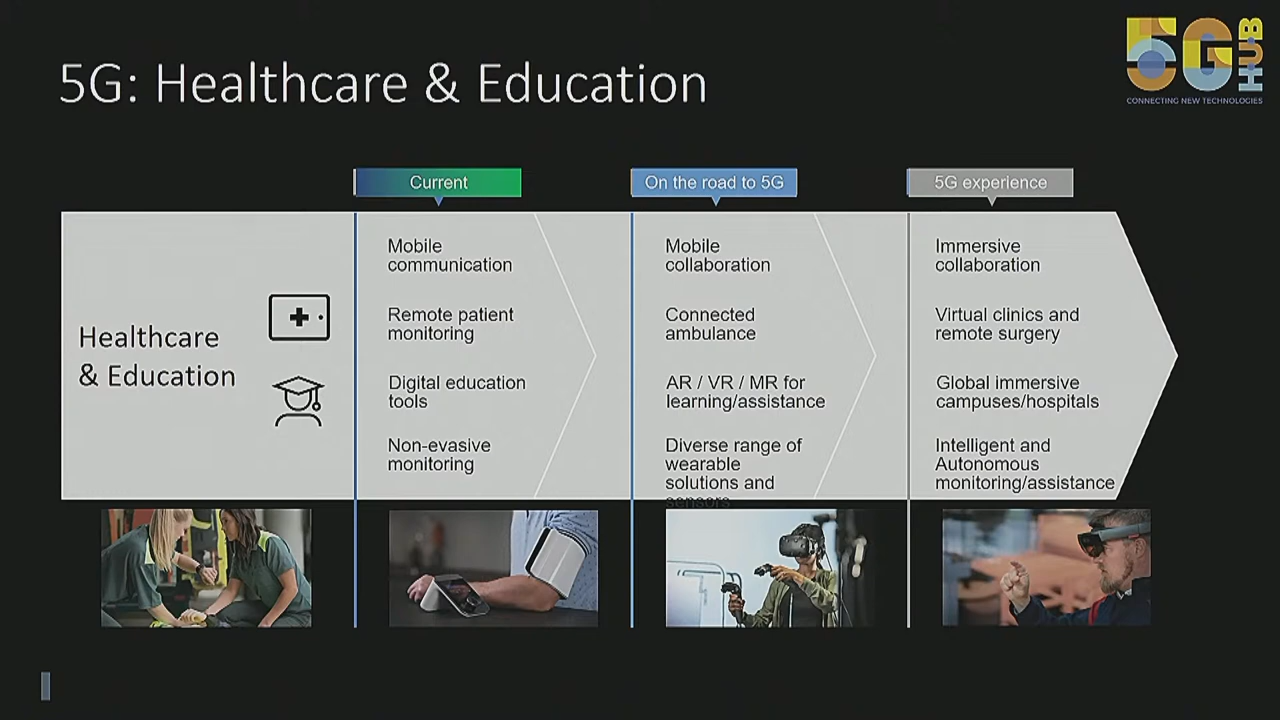 5G: Healthcare & Education
5G
HUB
CONNECTING NEW TECHNOLOGIES
Current
On the road to 5G
5G experience
Healthcare
& Education
Mobile
communication
Remote patient
monitoring
Digital education
tools
Non-evasive
monitoring
Mobile
collaboration
Connected
ambulance
AR / VR / MR for
learning/assistance
Diverse range of
wearable
solutions and
sensors
Immersive
collaboration
Virtual clinics and
remote surgery
Global immersive
campuses/hospitals
Intelligent and
Autonomous
monitoring/assistance